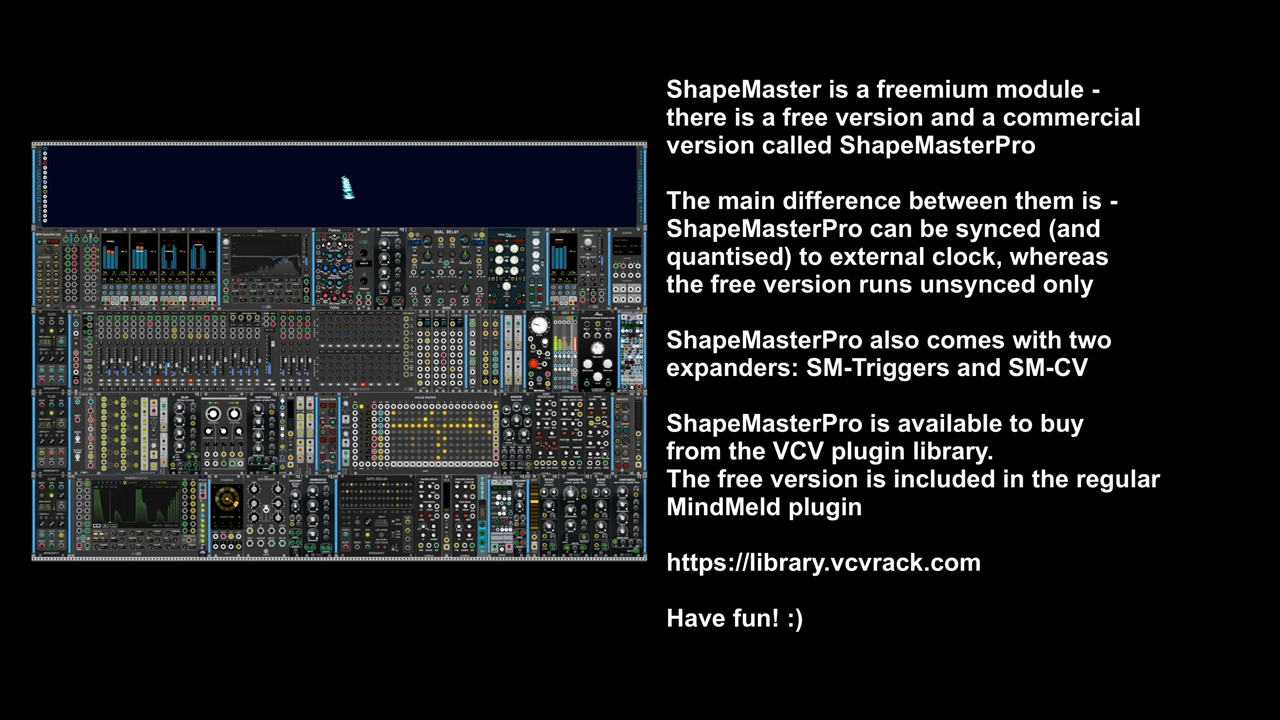 ShapeMaster is a freemium module -
there is a free version and a commercial
version called ShapeMasterPro
The main difference between them is -
ShapeMasterPro can be synced (and
quantised) to external clock, whereas
the free version runs unsynced only
ShapeMasterPro also comes with two
expanders: SM-Triggers and SM-CV
ShapeMasterPro is available to buy
from the VCV plugin library.
The free version is included in the regular
MindMeld plugin
https://library.vcvrack.com
Have fun! :)